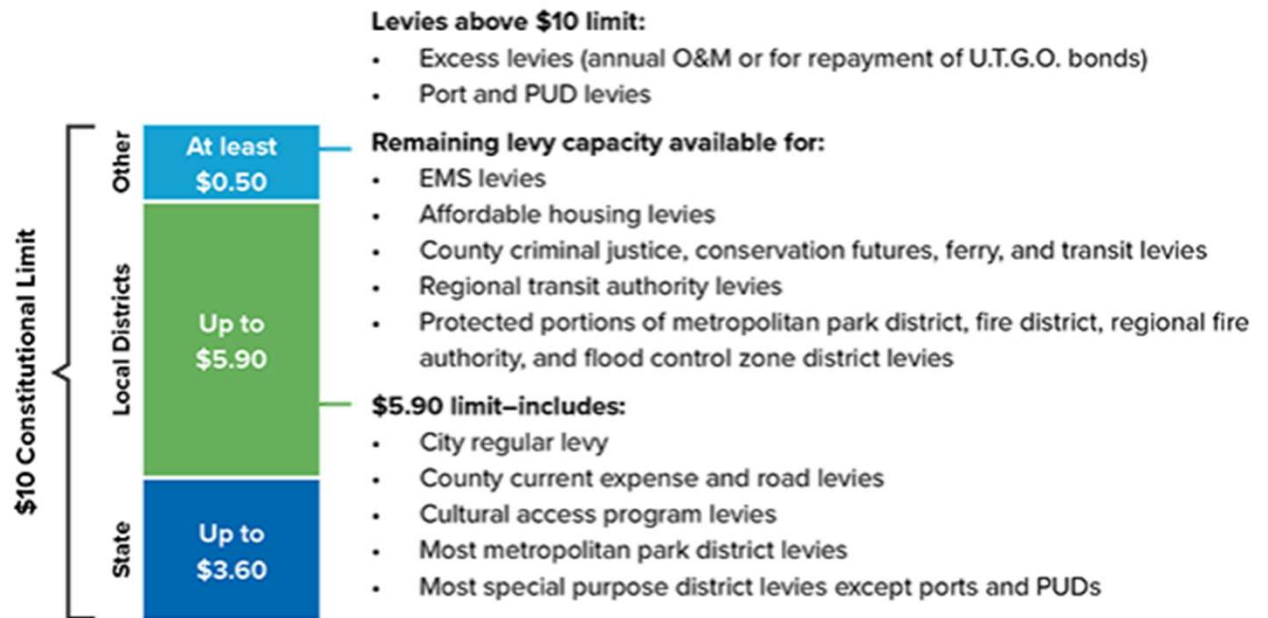 Levies above $10 limit:
• Excess levies (annual O&M or for repayment of U.T.G.O. bonds)
• Port and PUD levies
$10 Constitutional Limit
Other
At least
$0.50
Remaining levy capacity available for:
• EMS levies
• Affordable housing levies
• County criminal justice, conservation futures, ferry, and transit levies
• Regional transit authority levies
• Protected portions of metropolitan park district, fire district, regional fire
authority, and flood control zone district levies
Local Districts
Up to
$5.90
$5.90 limit–includes:
• City regular levy
• County current expense and road levies
• Cultural access program levies
• Most metropolitan park district levies
• Most special purpose district levies except ports and PUDs
State
Up to
$3.60